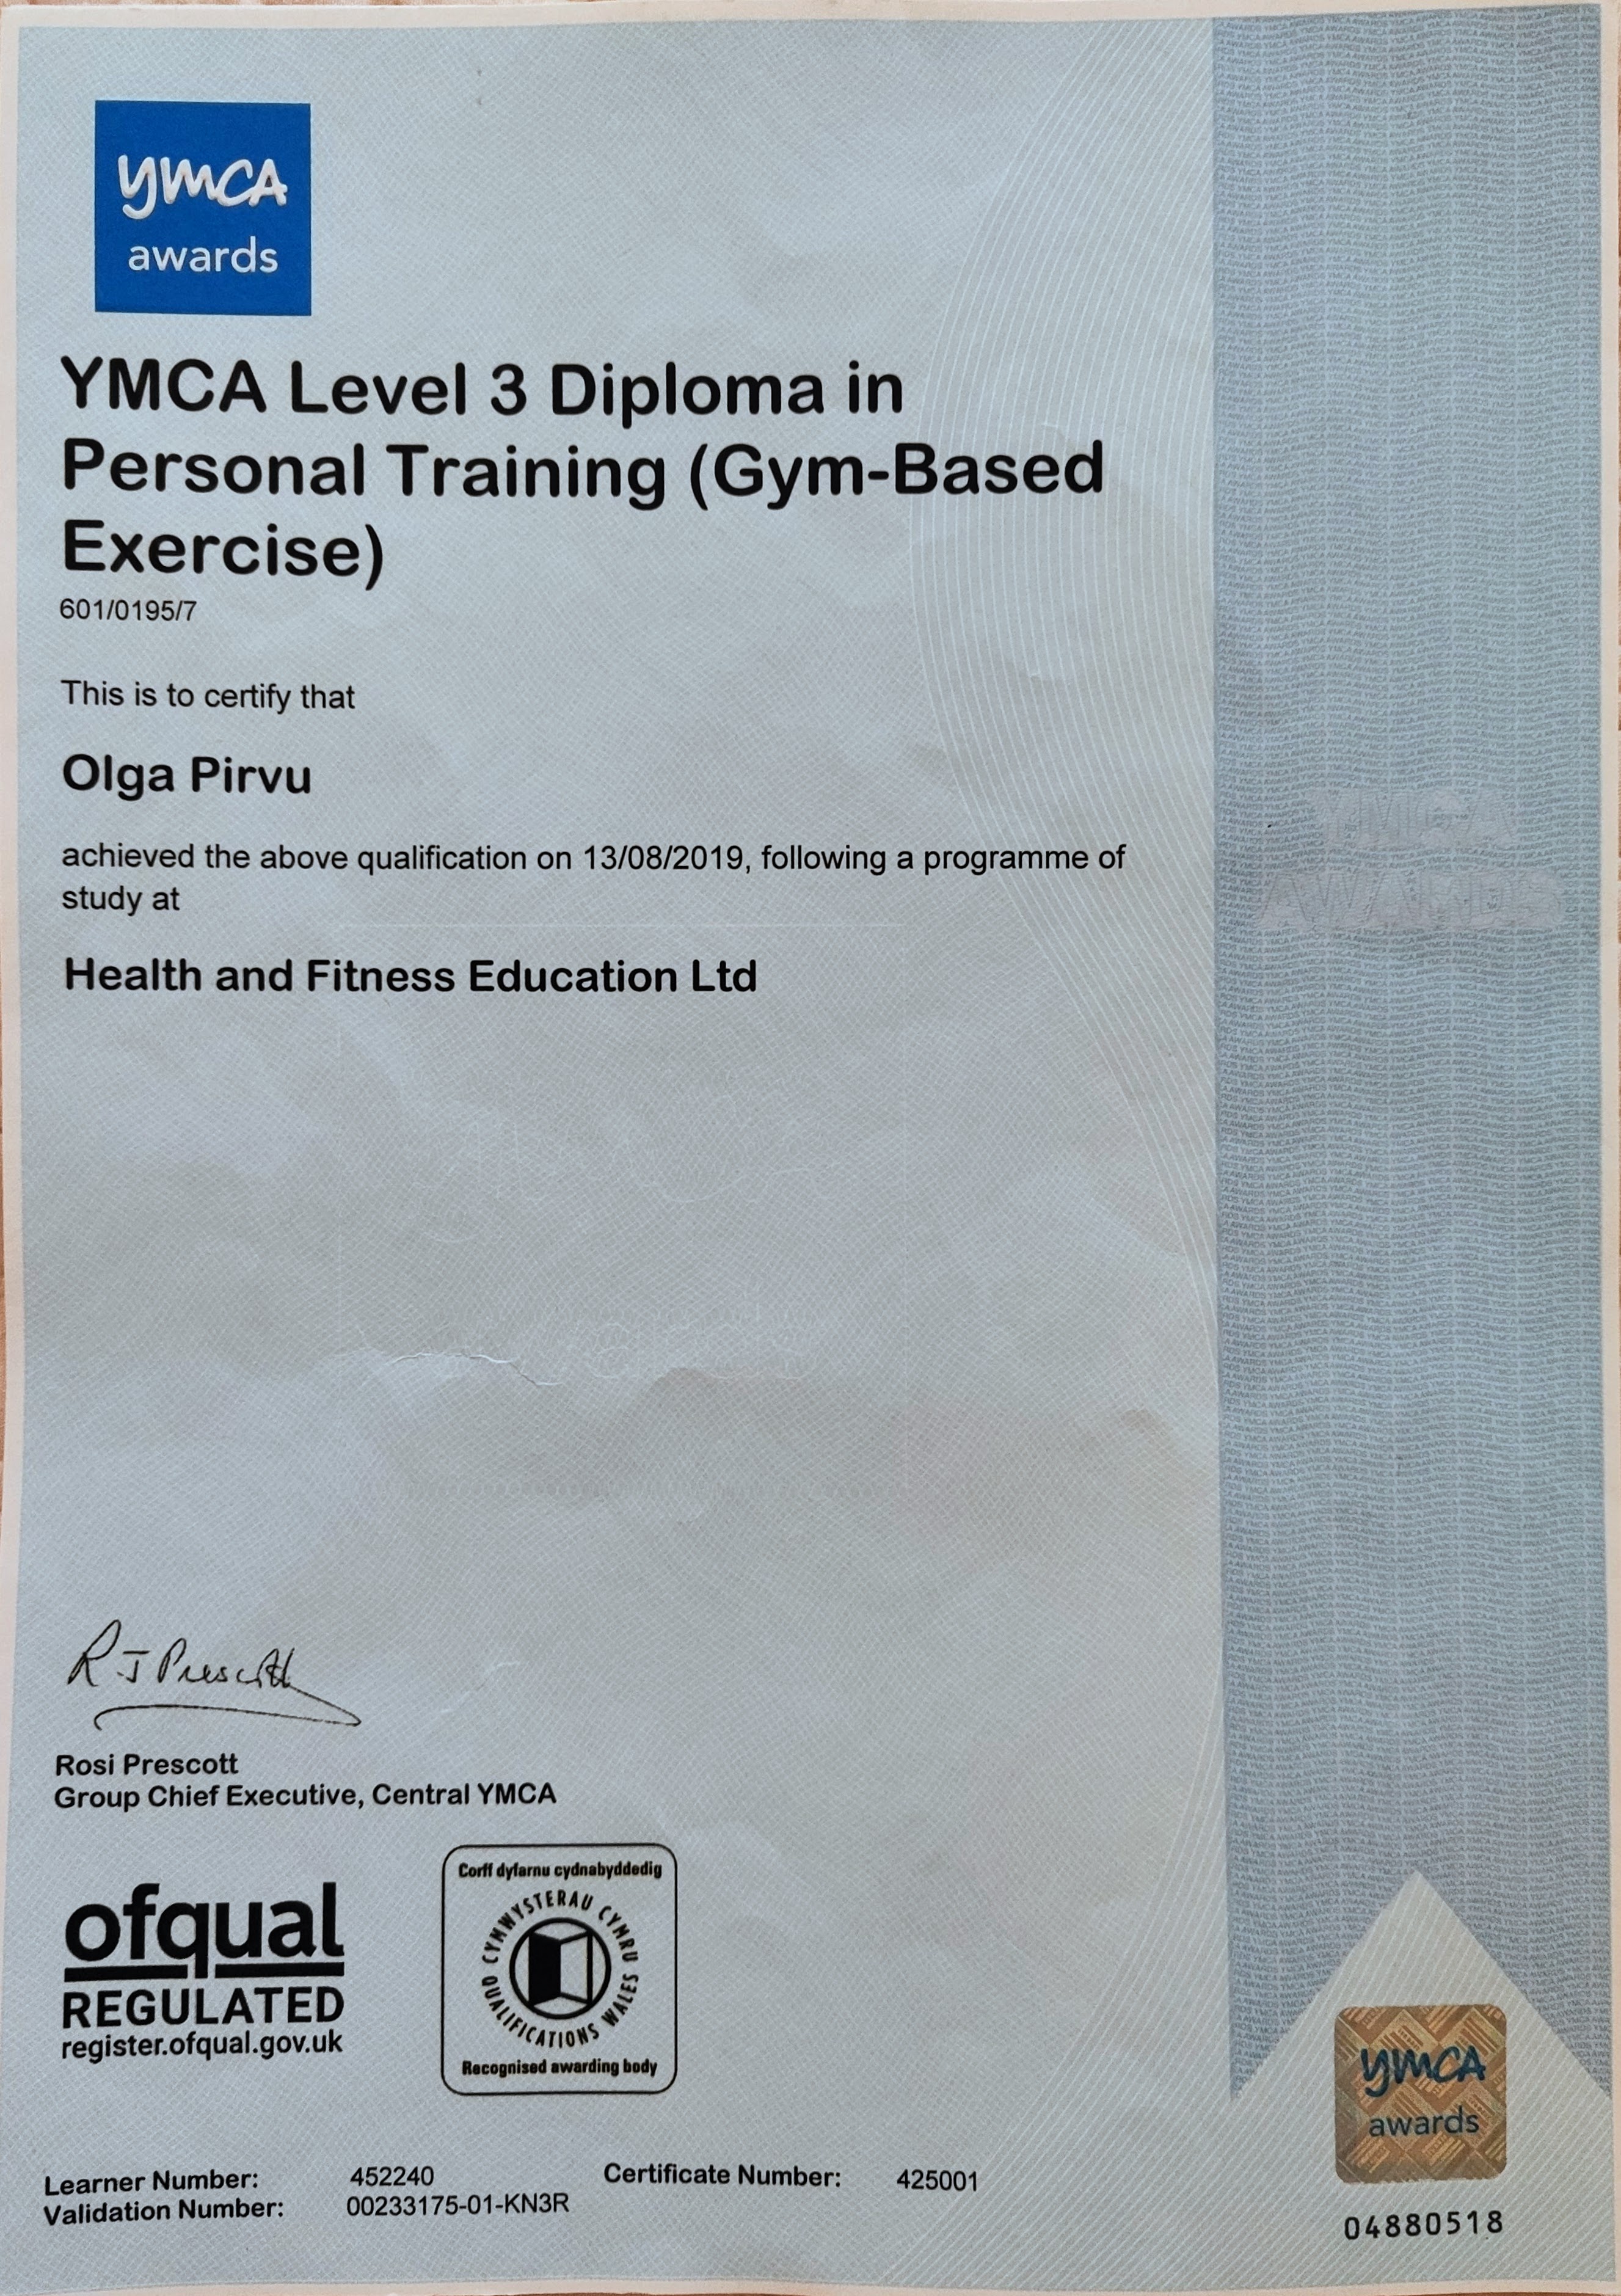 ymca
awards
YMCA Level 3 Diploma in
Personal Training (Gym-Based
Exercise)
601/0195/7
This is to certify that
Olga Pirvu
achieved the above qualification on 13/08/2019, following a programme of
study at
Health and Fitness Education Ltd
YMCA
AWARDS
R J Prescott
Rosi Prescott
Group Chief Executive, Central YMCA
ofqual
REGULATED
register.ofqual.gov.uk
Corff dyfarnu cydnabyddedig
CYMWYSTERAU CYMRU
QUALIFICATIONS WALES
Recognised awarding body
ymca
awards
Learner Number: 452240 Certificate Number: 425001
Validation Number: 00233175-01-KN3R
04880518